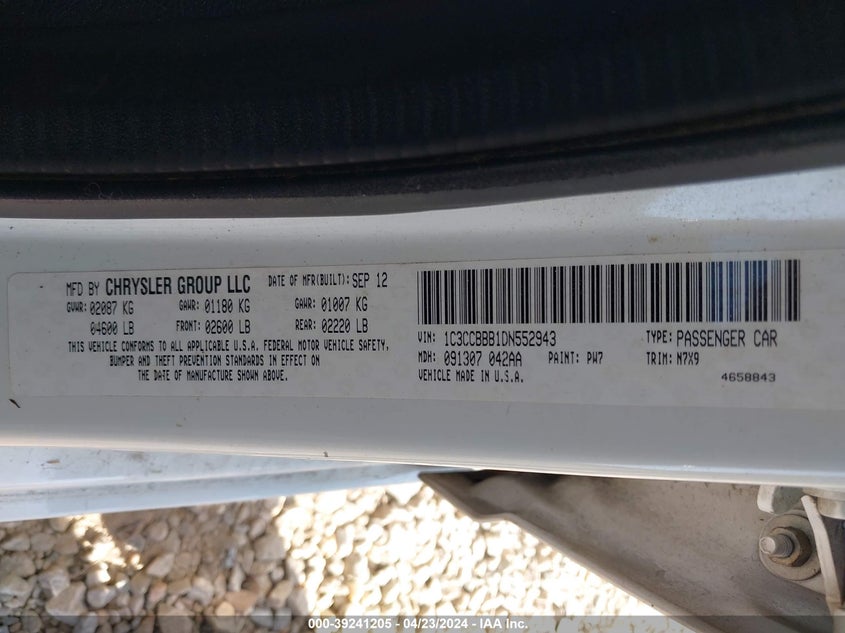 MFD BY CHRYSLER GROUP LLC DATE OF MFR(BUILT): SEP 12
GVWR: 02087 KG GAWR: 01180 KG GAWR: 01007 KG
04600 LB FRONT: 02600 LB REAR: 02220 LB
THIS VEHICLE CONFORMS TO ALL APPLICABLE U.S.A. FEDERAL MOTOR VEHICLE SAFETY,
BUMPER AND THEFT PREVENTION STANDARDS IN EFFECT ON
THE DATE OF MANUFACTURE SHOWN ABOVE.
VIN: 1C3CCBBB1DN552943 TYPE: PASSENGER CAR
MDH: 091307 042AA PAINT: PW7 TRIM: N7X9
VEHICLE MADE IN U.S.A. 4658843
000-39241205 - 04/23/2024 - IAA Inc.